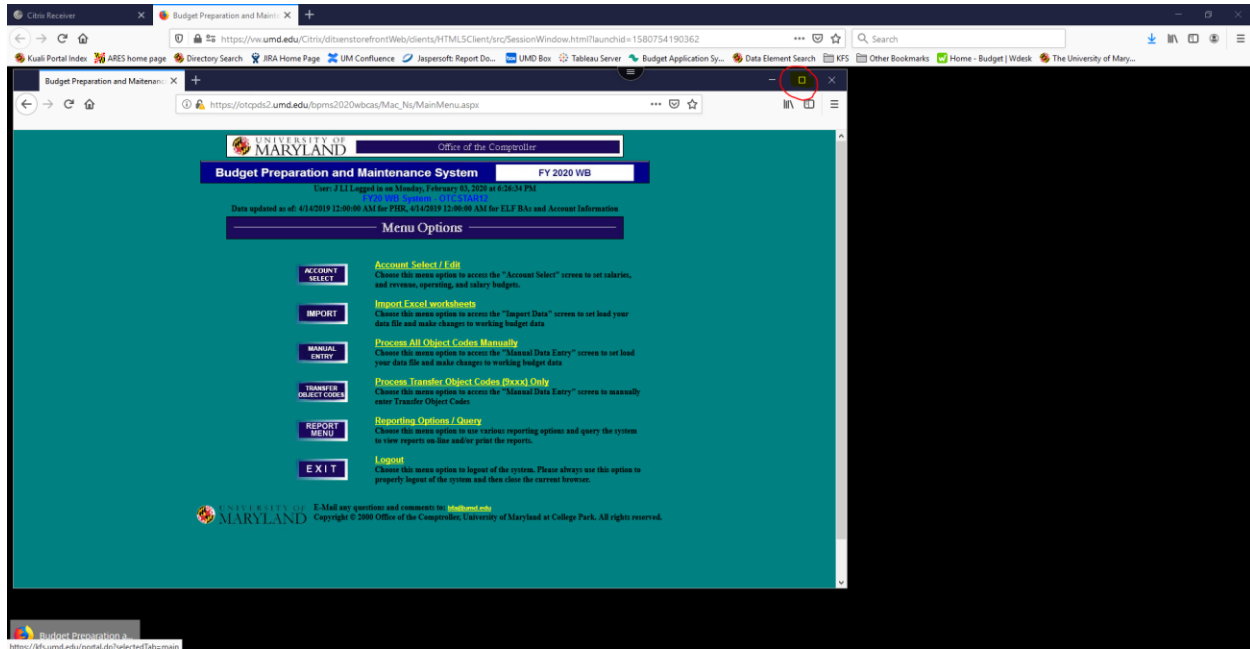 Citrix Receiver
Budget Preparation and Mainte
https://vw.umd.edu/Citrix/ditxenstorefrontWeb/clients/HTML5Client/src/SessionWindow.html?launchid=1580754190362
Search
Kuali Portal Index ARES home page Directory Search JIRA Home Page UM Confluence Jaspersoft: Report Do... UMD Box Tableau Server Budget Application Sy... Data Element Search KFS Other Bookmarks Home - Budget | Wdesk The University of Mary...
Budget Preparation and Maitenanc
https://otcpds2.umd.edu/bpms2020wbcas/Mac_Ns/MainMenu.aspx
UNIVERSITY OF
MARYLAND
Office of the Comptroller
Budget Preparation and Maintenance System FY 2020 WB
User: J LI Logged in on Monday, February 03, 2020 at 6:26:34 PM
FY20 WB System - OTCSTAR12
Data updated as of: 4/14/2019 12:00:00 AM for PHR, 4/14/2019 12:00:00 AM for ELF BAs and Account Information
Menu Options
ACCOUNT
SELECT
Account Select / Edit
Choose this menu option to access the "Account Select" screen to set salaries,
and revenue, operating, and salary budgets.
IMPORT
Import Excel worksheets
Choose this menu option to access the "Import Data" screen to set load your
data file and make changes to working budget data
MANUAL
ENTRY
Process All Object Codes Manually
Choose this menu option to access the "Manual Data Entry" screen to set load
your data file and make changes to working budget data
TRANSFER
OBJECT CODES
Process Transfer Object Codes (9xxx) Only
Choose this menu option to access the "Manual Data Entry" screen to manually
enter Transfer Object Codes
REPORT
MENU
Reporting Options / Query
Choose this menu option to use various reporting options and query the system
to view reports on-line and/or print the reports.
EXIT
Logout
Choose this menu option to logout of the system. Please always use this option to
properly logout of the system and then close the current browser.
UNIVERSITY OF
MARYLAND
E-Mail any questions and comments to: bfa@umd.edu
Copyright © 2000 Office of the Comptroller, University of Maryland at College Park. All rights reserved.
Budget Preparation a...
https://kfs.umd.edu/portal.do?selectedTab=main